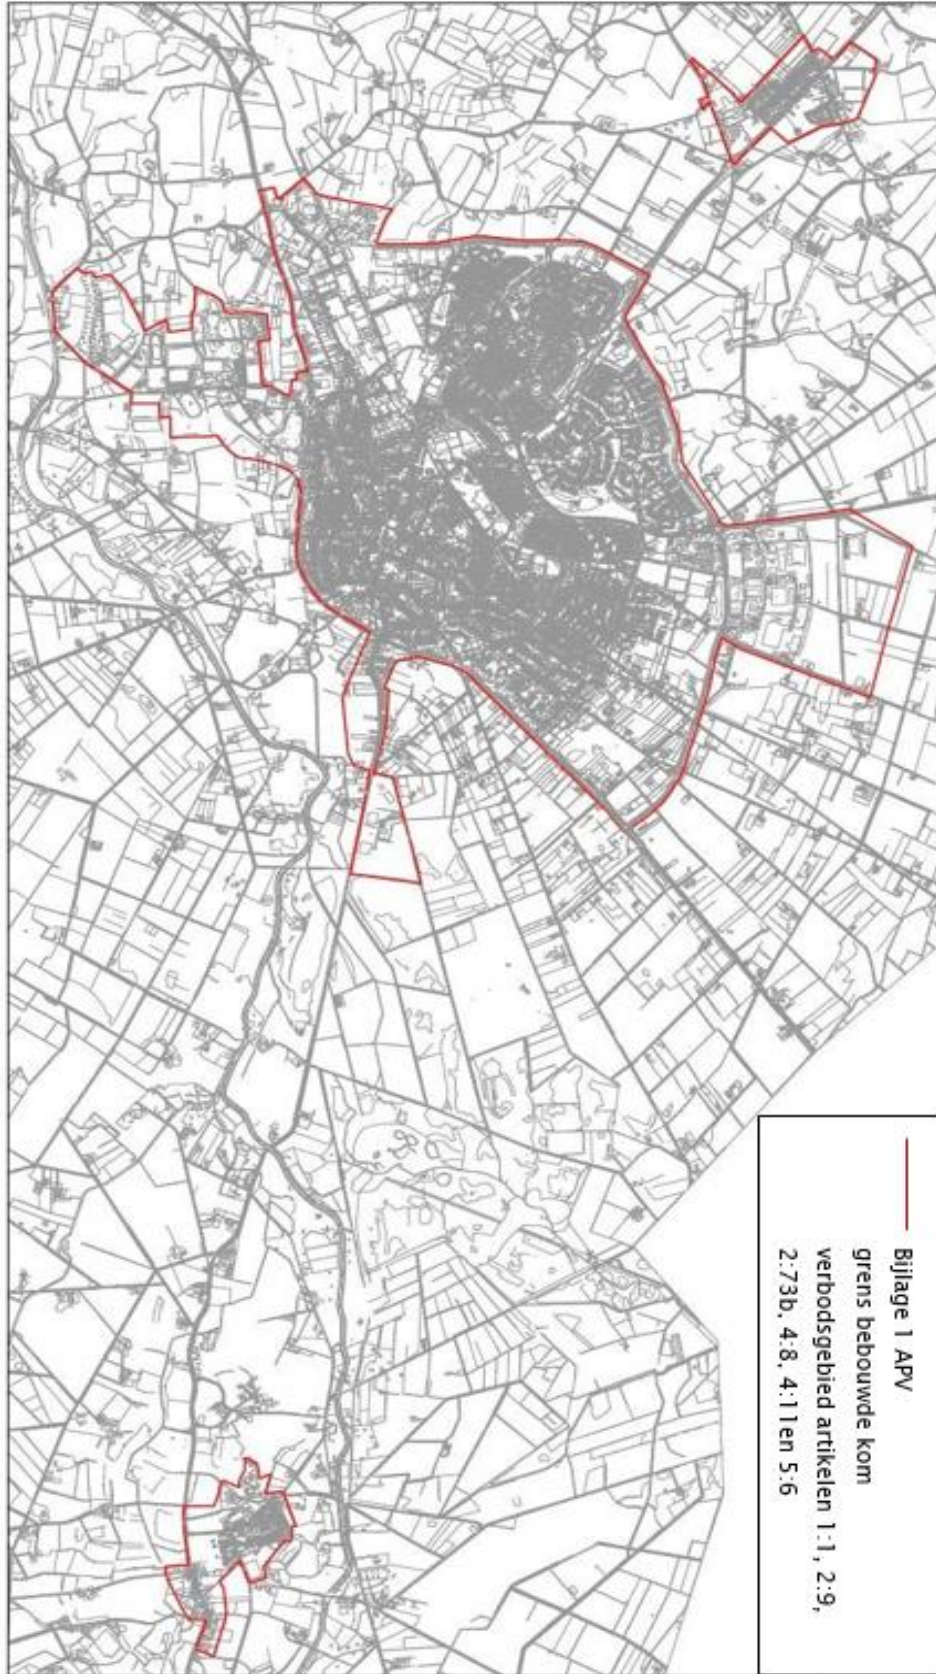 Bijlage 1 APV
grens bebouwde kom
verbodsgebied artikelen 1:1, 2:9,
2:73b, 4:8, 4:11en 5:6